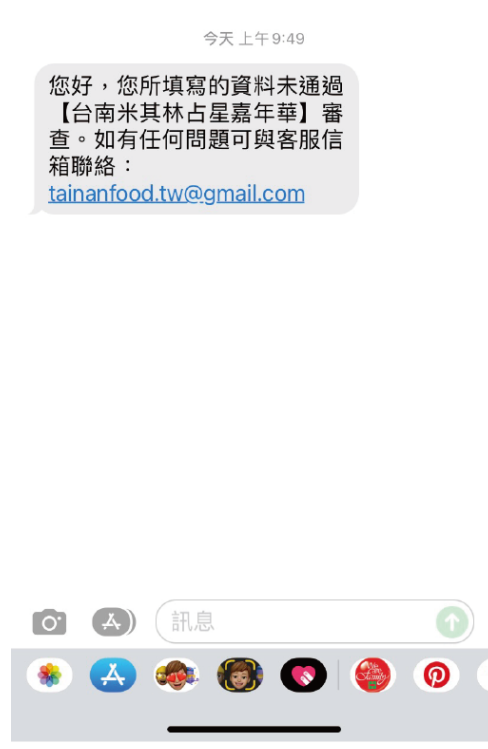 今天 上午9:49
您好，您所填寫的資料未通過
【台南米其林占星嘉年華】審
查。如有任何問題可與客服信
箱聯絡：
tainanfood.tw@gmail.com
訊息